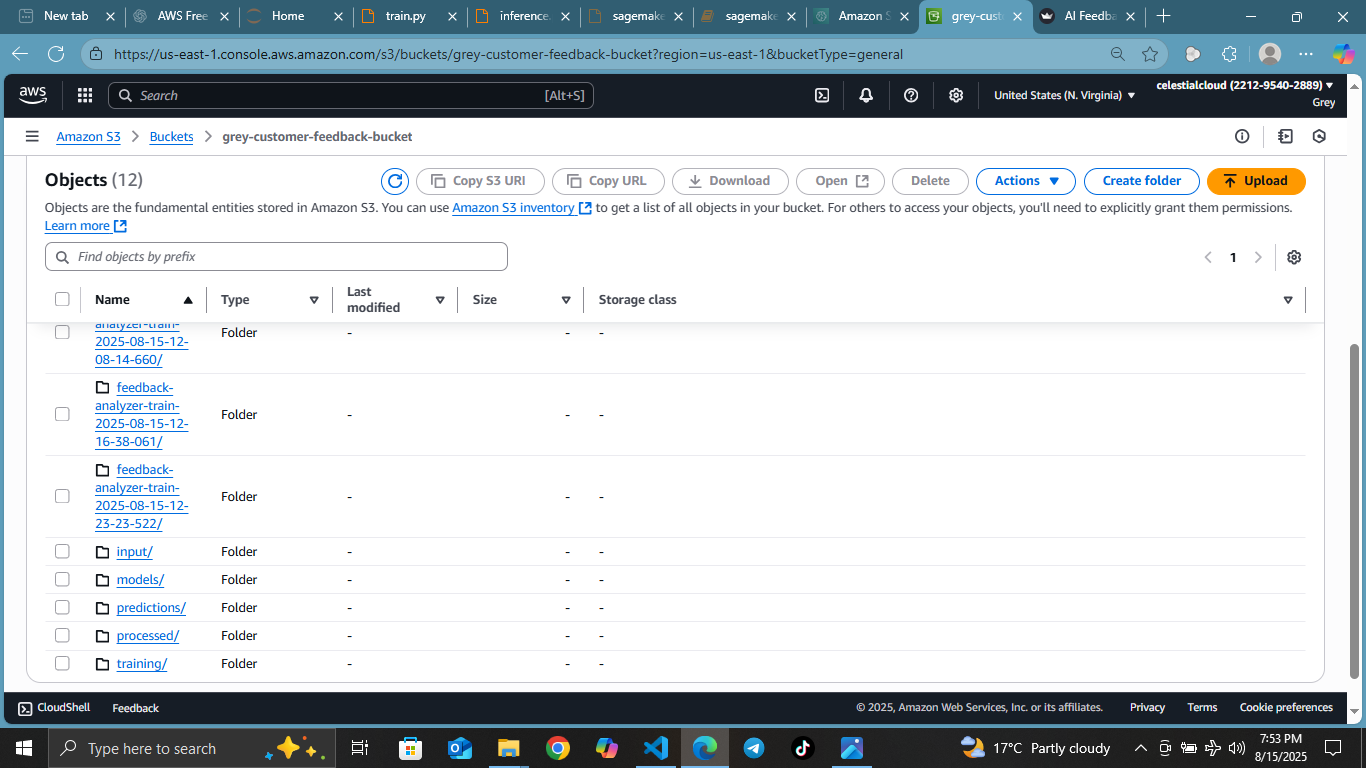 New tab
AWS Free
Home
train.py
inference.
sagemak
sagemak
Amazon S
grey-cust
AI Feedba
https://us-east-1.console.aws.amazon.com/s3/buckets/grey-customer-feedback-bucket?region=us-east-1&bucketType=general
aws
Search
[Alt+S]
United States (N. Virginia)
celestialcloud (2212-9540-2889)
Grey
Amazon S3
Buckets
grey-customer-feedback-bucket
Objects (12)
Copy S3 URI
Copy URL
Download
Open
Delete
Actions
Create folder
Upload
Objects are the fundamental entities stored in Amazon S3. You can use Amazon S3 inventory to get a list of all objects in your bucket. For others to access your objects, you'll need to explicitly grant them permissions.
Learn more
Find objects by prefix
1
Name
Type
Last
modified
Size
Storage class
analyzer-train-
2025-08-15-12-
08-14-660/
Folder
-
-
-
feedback-
analyzer-train-
2025-08-15-12-
16-38-061/
Folder
-
-
-
feedback-
analyzer-train-
2025-08-15-12-
23-23-522/
Folder
-
-
-
input/
Folder
-
-
-
models/
Folder
-
-
-
predictions/
Folder
-
-
-
processed/
Folder
-
-
-
training/
Folder
-
-
-
CloudShell
Feedback
© 2025, Amazon Web Services, Inc. or its affiliates.
Privacy
Terms
Cookie preferences
Type here to search
17°C Partly cloudy
7:53 PM
8/15/2025